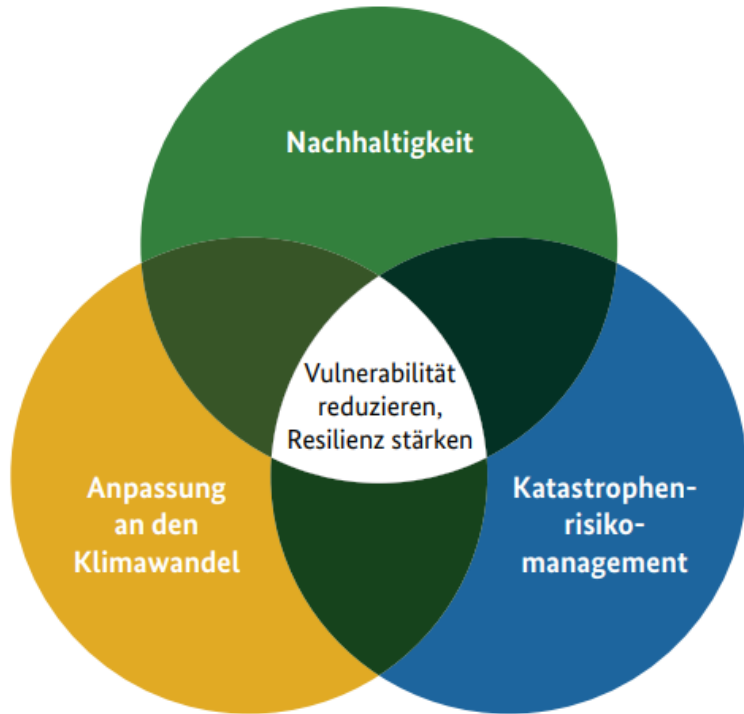 Nachhaltigkeit
Vulnerabilität
reduzieren,
Resilienz stärken
Anpassung
an den
Klimawandel
Katastrophen-
risiko-
management